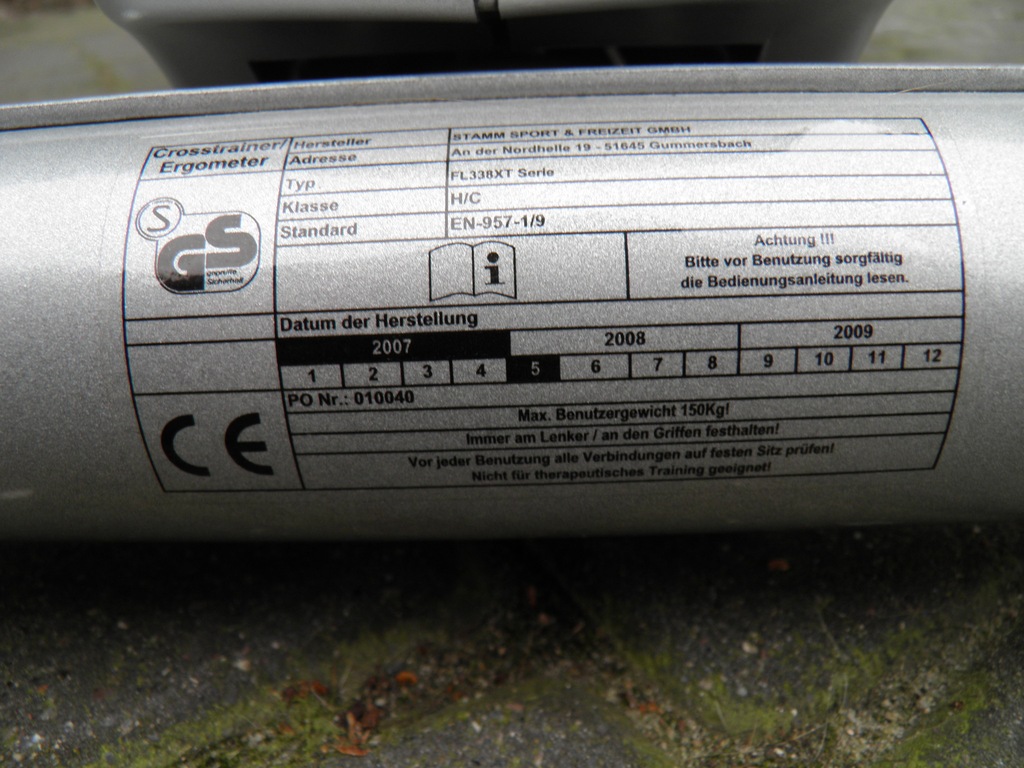 Crosstrainer/
Ergometer
Hersteller STAMM SPORT & FREIZEIT GMBH
Adresse An der Nordhelle 19 - 51645 Gummersbach
Typ FL338XT Serie
Klasse H/C
Standard EN-957-1/9
S
GS
geprüfte
Sicherheit
i
Achtung !!!
Bitte vor Benutzung sorgfältig
die Bedienungsanleitung lesen.
Datum der Herstellung
2007 2008 2009
1 2 3 4 5 6 7 8 9 10 11 12
PO Nr.: 010040
CE
Max. Benutzergewicht 150Kg!
Immer am Lenker / an den Griffen festhalten!
Vor jeder Benutzung alle Verbindungen auf festen Sitz prüfen!
Nicht für therapeutisches Training geeignet!